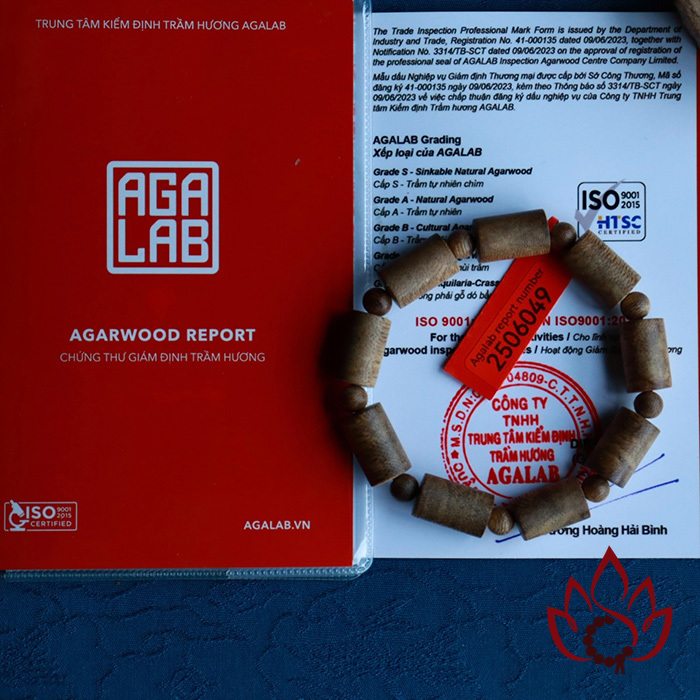 TRUNG TÂM KIỂM ĐỊNH TRẦM HƯƠNG AGALAB
AGA
LAB
AGARWOOD REPORT
CHỨNG THƯ GIÁM ĐỊNH TRẦM HƯƠNG
ISO 9001 2015
CERTIFIED
AGALAB.VN
The Trade Inspection Professional Mark Form is issued by the Department of
Industry and Trade, Registration No. 41-000135 dated 09/06/2023, together with
Notification No. 3314/TB-SCT dated 09/06/2023 on the approval of registration of
the professional seal of AGALAB Inspection Agarwood Centre Company Limited.
Mẫu dấu Nghiệp vụ Giám định Thương mại được cấp bởi Sở Công Thương, Mã số
đăng ký 41-000135 ngày 09/06/2023, kèm theo Thông báo số 3314/TB-SCT ngày
09/06/2023 về việc chấp thuận đăng ký dấu nghiệp vụ của Công ty TNHH Trung
tâm Kiểm định Trầm hương AGALAB.
AGALAB Grading
Xếp loại của AGALAB
Grade S - Sinkable Natural Agarwood
Cấp S - Trầm tự nhiên chìm
Grade A - Natural Agarwood
Cấp A - Trầm tự nhiên
Grade B - Cultural
Cấp B -
ISO 9001 2015
HTSC
CERTIFIED
Agalab report number
2506049
ISO 9001 ISO9001:
For the
Hoạt động
04809-C.T.T.N.H
CÔNG TY
TNHH
TRUNG TÂM KIỂM ĐỊNH
TRẦM HƯƠNG
AGALAB
Hoàng Hải Bình